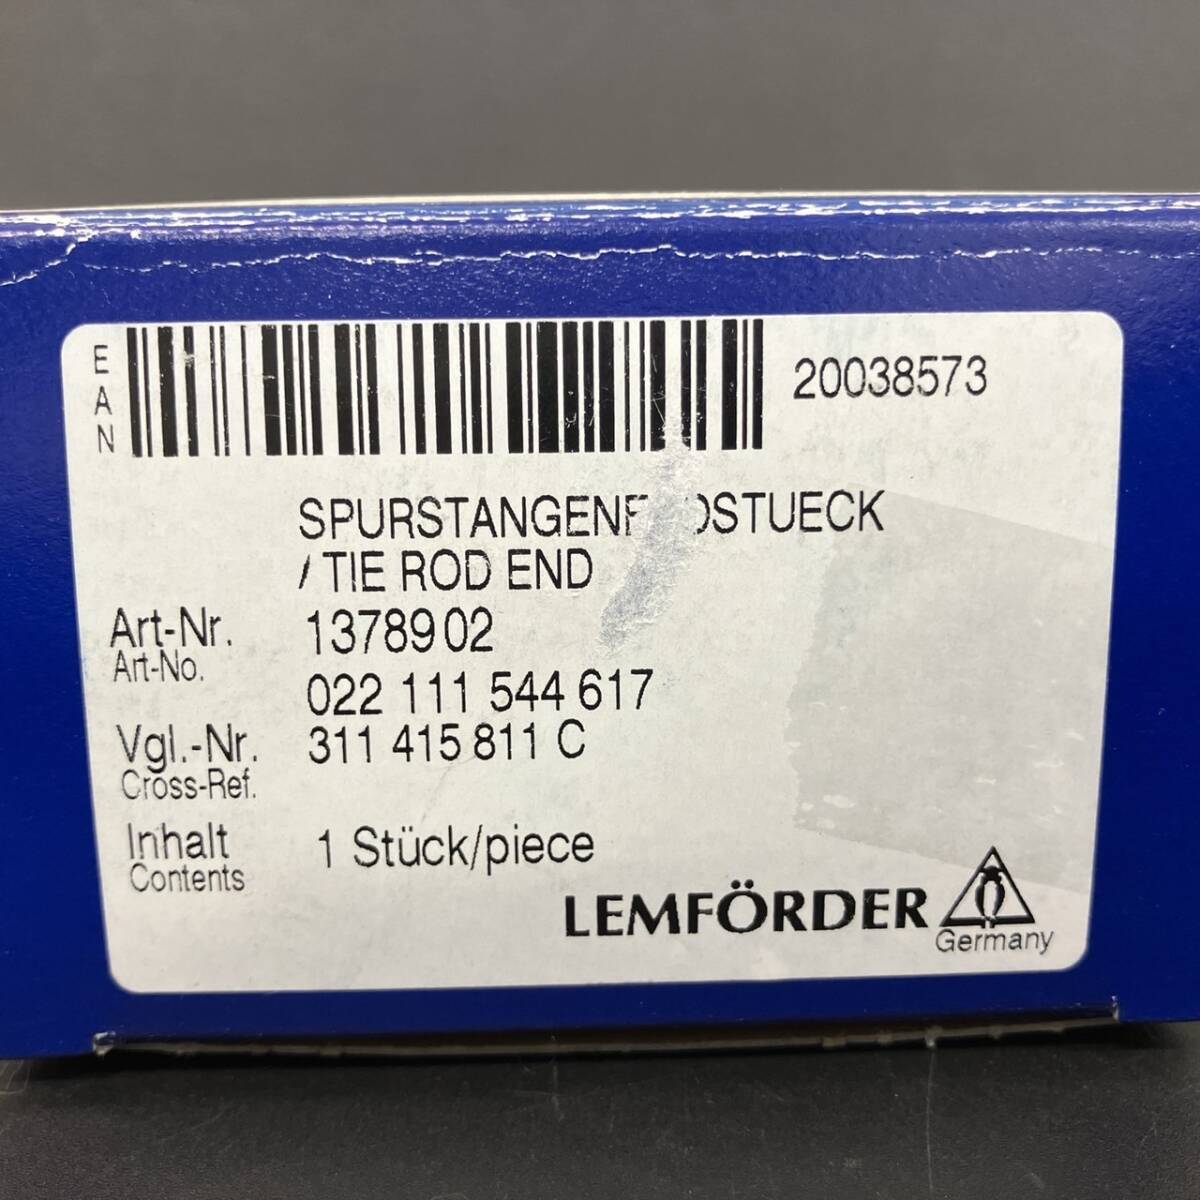 EAN
20038573
/ TIE ROD END
Art-Nr. 13789 02
Art-No.
022 111 544 617
Vgl.-Nr. 311 415 811 C
Cross-Ref.
Inhalt 1 Stück/piece
Contents
LEMFÖRDER
Germany